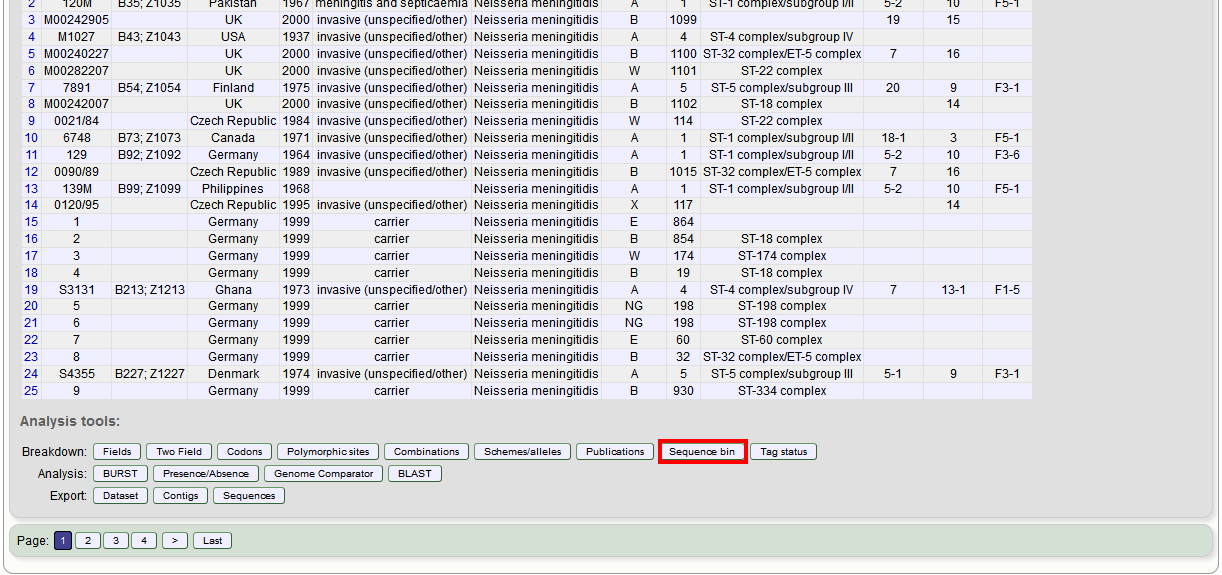 2 120M B35; Z1035 Pakistan 1967 meningitis and septicaemia Neisseria meningitidis A 1 ST-1 complex/subgroup I/II 5-2 10 F5-1
3 M00242905 UK 2000 invasive (unspecified/other) Neisseria meningitidis B 1099 19 15
4 M1027 B43; Z1043 USA 1937 invasive (unspecified/other) Neisseria meningitidis A 4 ST-4 complex/subgroup IV
5 M00240227 UK 2000 invasive (unspecified/other) Neisseria meningitidis B 1100 ST-32 complex/ET-5 complex 7 16
6 M00282207 UK 2000 invasive (unspecified/other) Neisseria meningitidis W 1101 ST-22 complex
7 7891 B54; Z1054 Finland 1975 invasive (unspecified/other) Neisseria meningitidis A 5 ST-5 complex/subgroup III 20 9 F3-1
8 M00242007 UK 2000 invasive (unspecified/other) Neisseria meningitidis B 1102 ST-18 complex 14
9 0021/84 Czech Republic 1984 invasive (unspecified/other) Neisseria meningitidis W 114 ST-22 complex
10 6748 B73; Z1073 Canada 1971 invasive (unspecified/other) Neisseria meningitidis A 1 ST-1 complex/subgroup I/II 18-1 3 F5-1
11 129 B92; Z1092 Germany 1964 invasive (unspecified/other) Neisseria meningitidis A 1 ST-1 complex/subgroup I/II 5-2 10 F3-6
12 0090/89 Czech Republic 1989 invasive (unspecified/other) Neisseria meningitidis B 1015 ST-32 complex/ET-5 complex 7 16
13 139M B99; Z1099 Philippines 1968 Neisseria meningitidis A 1 ST-1 complex/subgroup I/II 5-2 10 F5-1
14 0120/95 Czech Republic 1995 invasive (unspecified/other) Neisseria meningitidis X 117 14
15 1 Germany 1999 carrier Neisseria meningitidis E 864
16 2 Germany 1999 carrier Neisseria meningitidis B 854 ST-18 complex
17 3 Germany 1999 carrier Neisseria meningitidis W 174 ST-174 complex
18 4 Germany 1999 carrier Neisseria meningitidis B 19 ST-18 complex
19 S3131 B213; Z1213 Ghana 1973 invasive (unspecified/other) Neisseria meningitidis A 4 ST-4 complex/subgroup IV 7 13-1 F1-5
20 5 Germany 1999 carrier Neisseria meningitidis NG 198 ST-198 complex
21 6 Germany 1999 carrier Neisseria meningitidis NG 198 ST-198 complex
22 7 Germany 1999 carrier Neisseria meningitidis E 60 ST-60 complex
23 8 Germany 1999 carrier Neisseria meningitidis B 32 ST-32 complex/ET-5 complex
24 S4355 B227; Z1227 Denmark 1974 invasive (unspecified/other) Neisseria meningitidis A 5 ST-5 complex/subgroup III 5-1 9 F3-1
25 9 Germany 1999 carrier Neisseria meningitidis B 930 ST-334 complex
Analysis tools:
Breakdown: Fields Two Field Codons Polymorphic sites Combinations Schemes/alleles Publications Sequence bin Tag status
Analysis: BURST Presence/Absence Genome Comparator BLAST
Export: Dataset Contigs Sequences
Page: 1 2 3 4 > Last